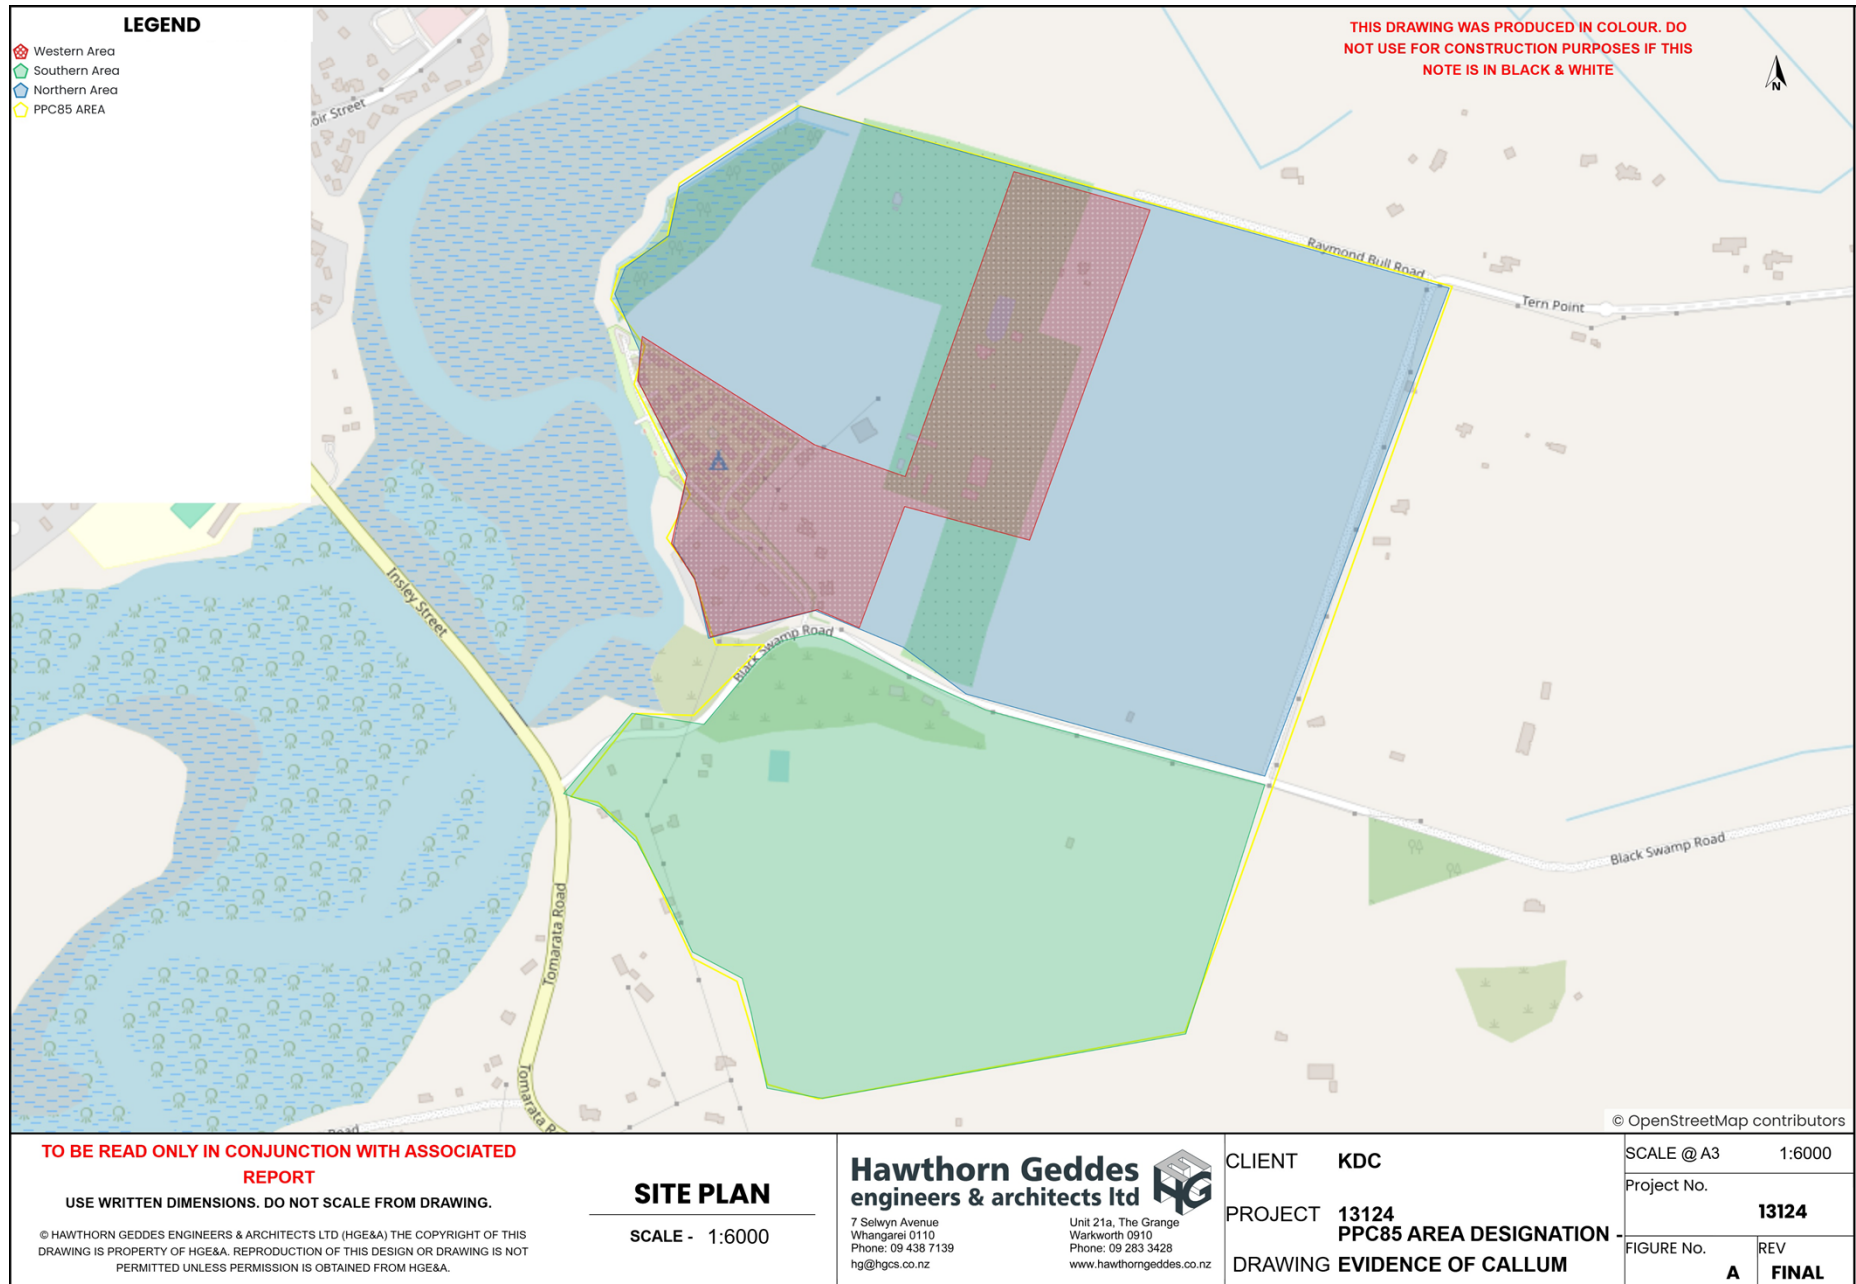 LEGEND
Western Area
Southern Area
Northern Area
PPC85 AREA
THIS DRAWING WAS PRODUCED IN COLOUR. DO
NOT USE FOR CONSTRUCTION PURPOSES IF THIS
NOTE IS IN BLACK & WHITE
N
oir Street
Raymond Bull Road
Tern Point
Insley Street
Black Swamp Road
Black Swamp Road
Tomarata Road
Tomarata R
Road
© OpenStreetMap contributors
TO BE READ ONLY IN CONJUNCTION WITH ASSOCIATED
REPORT
USE WRITTEN DIMENSIONS. DO NOT SCALE FROM DRAWING.
© HAWTHORN GEDDES ENGINEERS & ARCHITECTS LTD (HGE&A) THE COPYRIGHT OF THIS
DRAWING IS PROPERTY OF HGE&A. REPRODUCTION OF THIS DESIGN OR DRAWING IS NOT
PERMITTED UNLESS PERMISSION IS OBTAINED FROM HGE&A.
SITE PLAN
SCALE - 1:6000
Hawthorn Geddes
engineers & architects ltd
HG
7 Selwyn Avenue
Whangarei 0110
Phone: 09 438 7139
hg@hgcs.co.nz
Unit 21a, The Grange
Warkworth 0910
Phone: 09 283 3428
www.hawthorngeddes.co.nz
CLIENT KDC
PROJECT 13124
PPC85 AREA DESIGNATION -
DRAWING EVIDENCE OF CALLUM
SCALE @ A3 1:6000
Project No.
13124
FIGURE No.
A
REV
FINAL